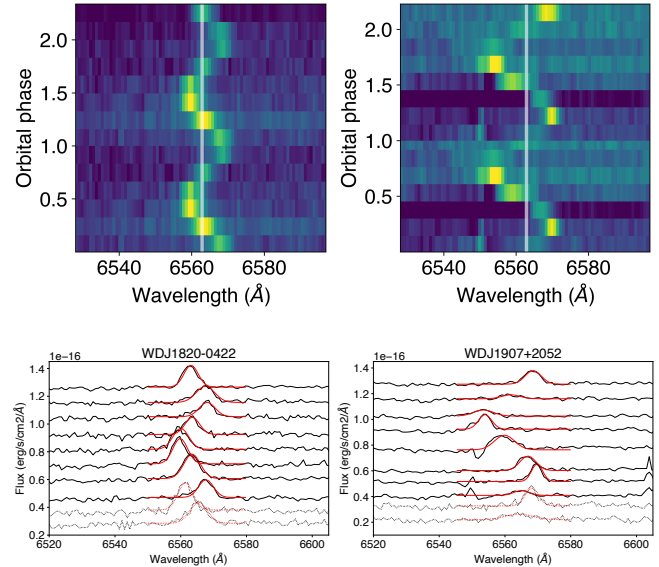 2.0
1.5
1.0
0.5
Orbital phase
6540 6560 6580
Wavelength (Å)
2.0
1.5
1.0
0.5
Orbital phase
6540 6560 6580
Wavelength (Å)
1e−16
WDJ1820-0422
1.4
1.2
1.0
0.8
0.6
0.4
0.2
Flux (erg/s/cm2/Å)
6520 6540 6560 6580 6600
Wavelength (Å)
1e−16
WDJ1907+2052
1.4
1.2
1.0
0.8
0.6
0.4
0.2
Flux (erg/s/cm2/Å)
6520 6540 6560 6580 6600
Wavelength (Å)